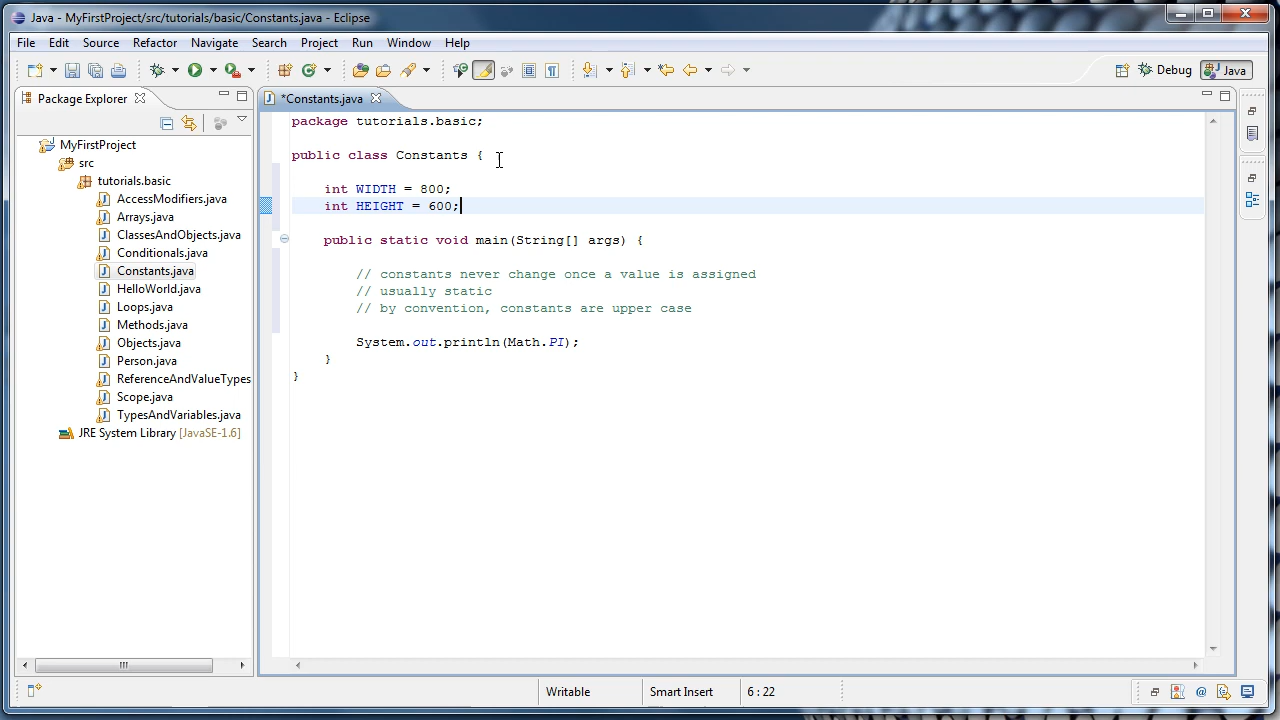 Java - MyFirstProject/src/tutorials/basic/Constants.java - Eclipse
File Edit Source Refactor Navigate Search Project Run Window Help
Debug Java
Package Explorer
*Constants.java
MyFirstProject
src
tutorials.basic
AccessModifiers.java
Arrays.java
ClassesAndObjects.java
Conditionals.java
Constants.java
HelloWorld.java
Loops.java
Methods.java
Objects.java
Person.java
ReferenceAndValueTypes
Scope.java
TypesAndVariables.java
JRE System Library [JavaSE-1.6]
package tutorials.basic;
public class Constants {
int WIDTH = 800;
int HEIGHT = 600;
public static void main(String[] args) {
// constants never change once a value is assigned
// usually static
// by convention, constants are upper case
System.out.println(Math.PI);
}
}
Writable Smart Insert 6 : 22